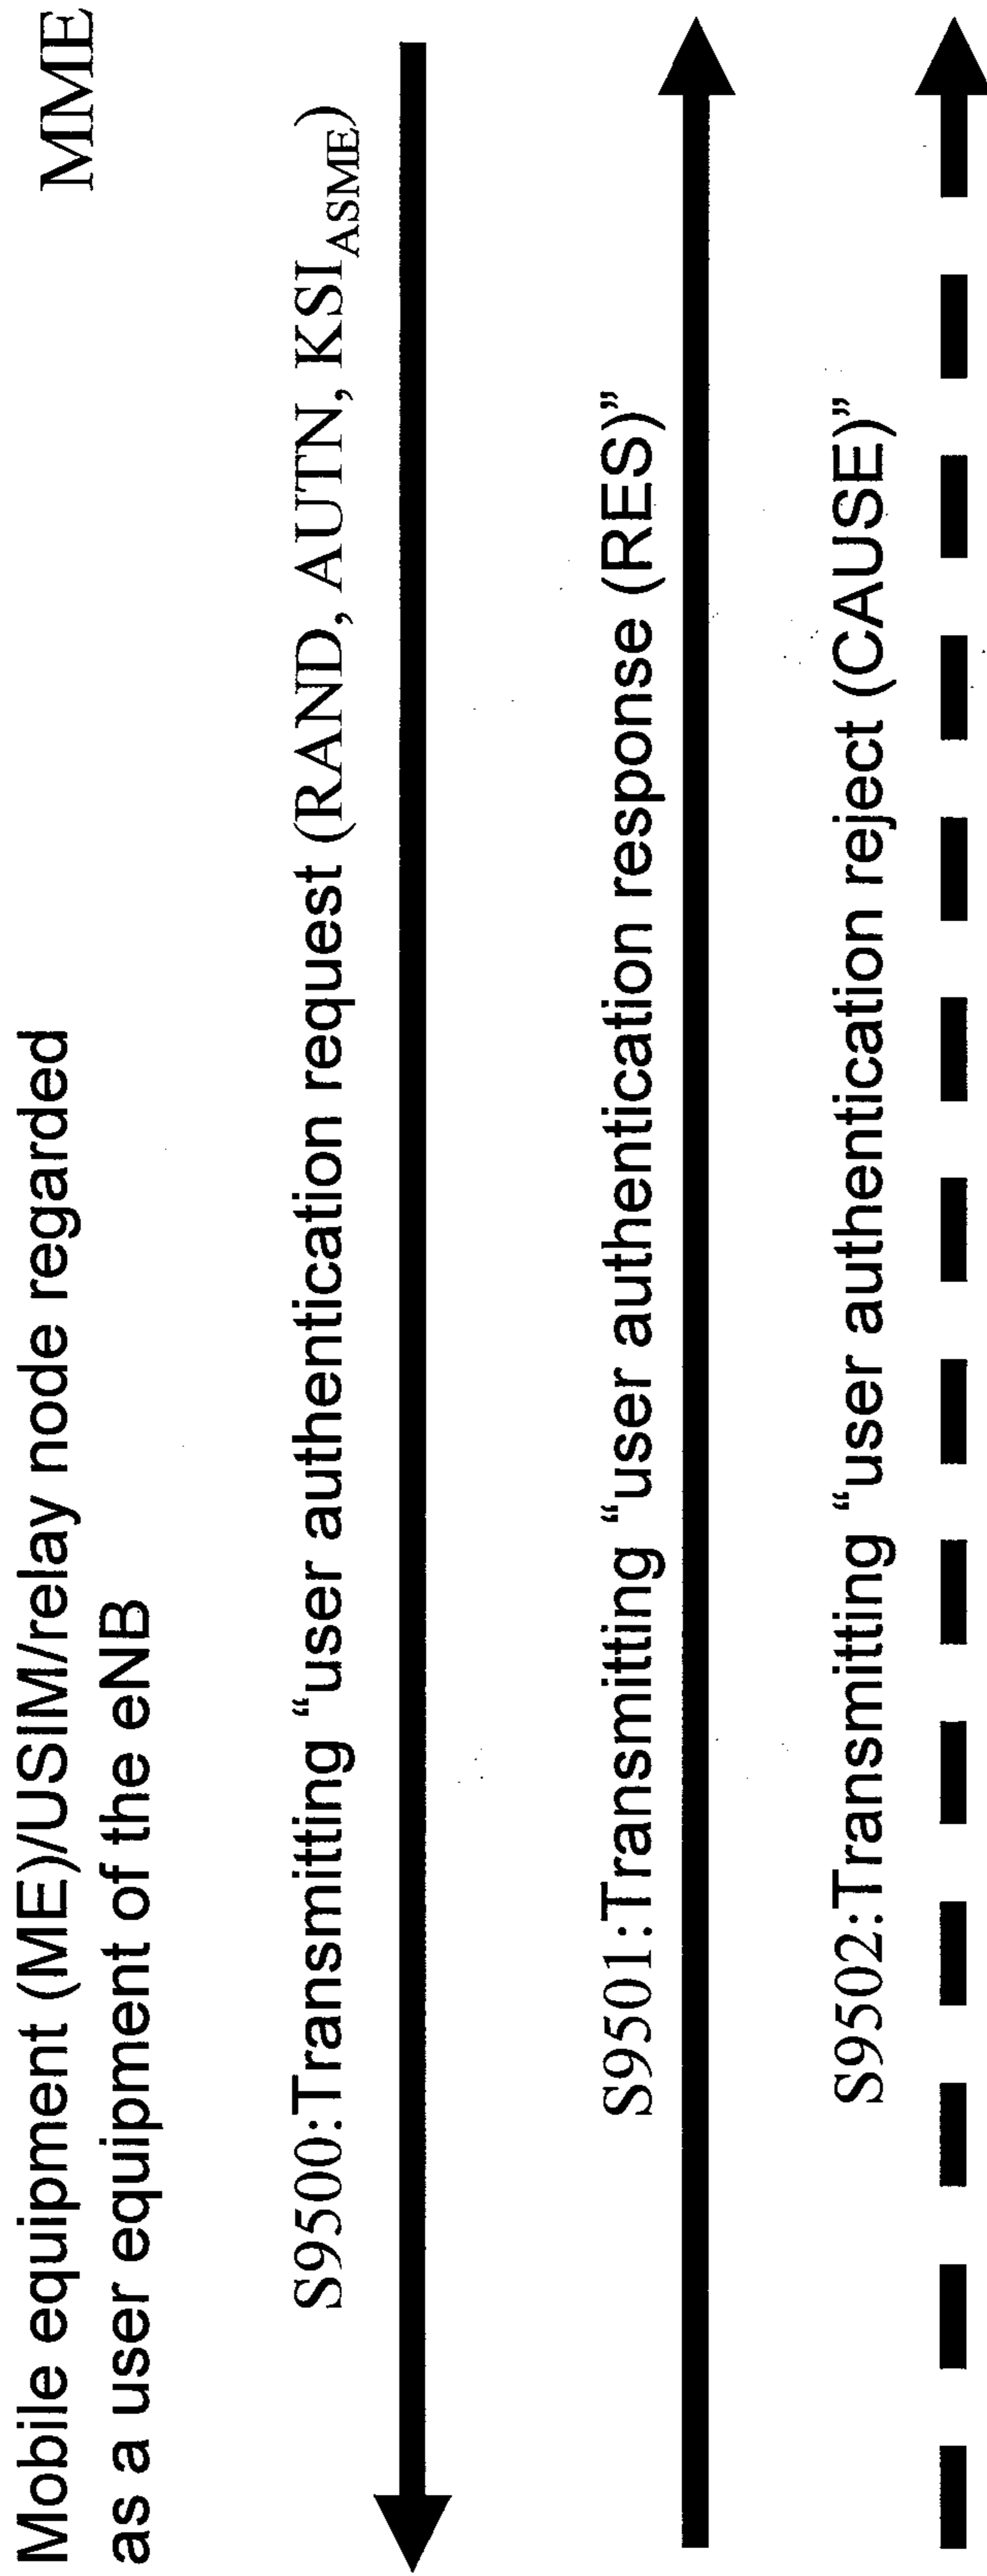 Mobile equipment (ME)/USIM/relay node regarded
as a user equipment of the eNB
MME
S9500:Transmitting “user authentication request (RAND, AUTN, KSI_ASME)
S9501:Transmitting “user authentication response (RES)”
S9502:Transmitting “user authentication reject (CAUSE)”